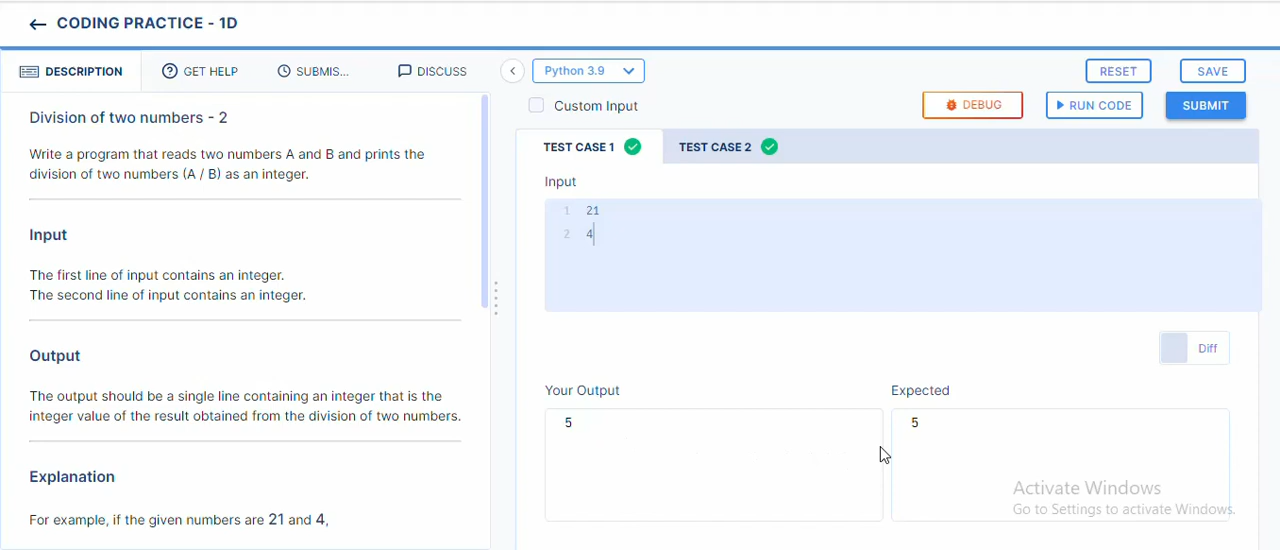 ← CODING PRACTICE - 1D
DESCRIPTION
GET HELP
SUBMIS...
DISCUSS
Python 3.9
RESET
SAVE
Custom Input
DEBUG
RUN CODE
SUBMIT
Division of two numbers - 2
Write a program that reads two numbers A and B and prints the
division of two numbers (A / B) as an integer.
Input
The first line of input contains an integer.
The second line of input contains an integer.
Output
The output should be a single line containing an integer that is the
integer value of the result obtained from the division of two numbers.
Explanation
For example, if the given numbers are 21 and 4,
TEST CASE 1
TEST CASE 2
Input
1 21
2 4
Diff
Your Output
5
Expected
5
Activate Windows
Go to Settings to activate Windows.